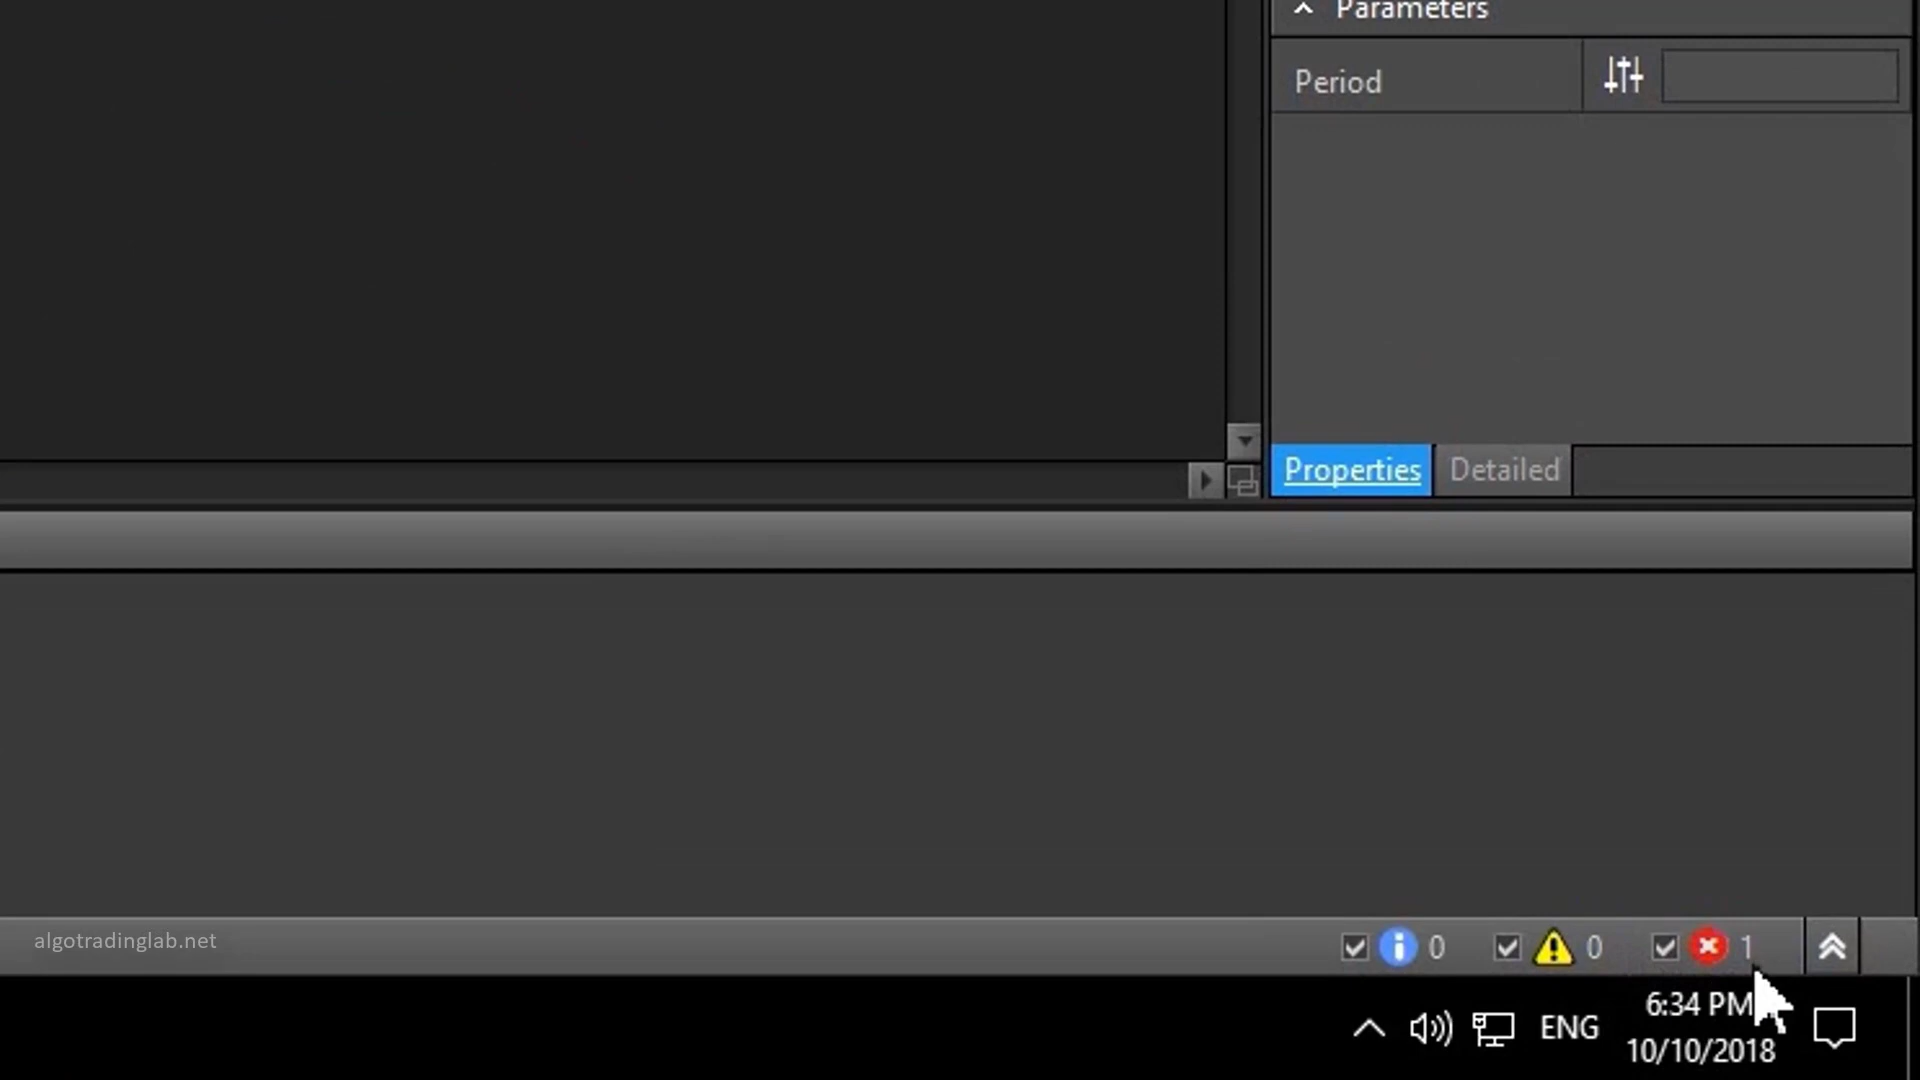 Parameters
Period
Properties Detailed
algotradinglab.net
0 0 1
ENG
6:34 PM
10/10/2018